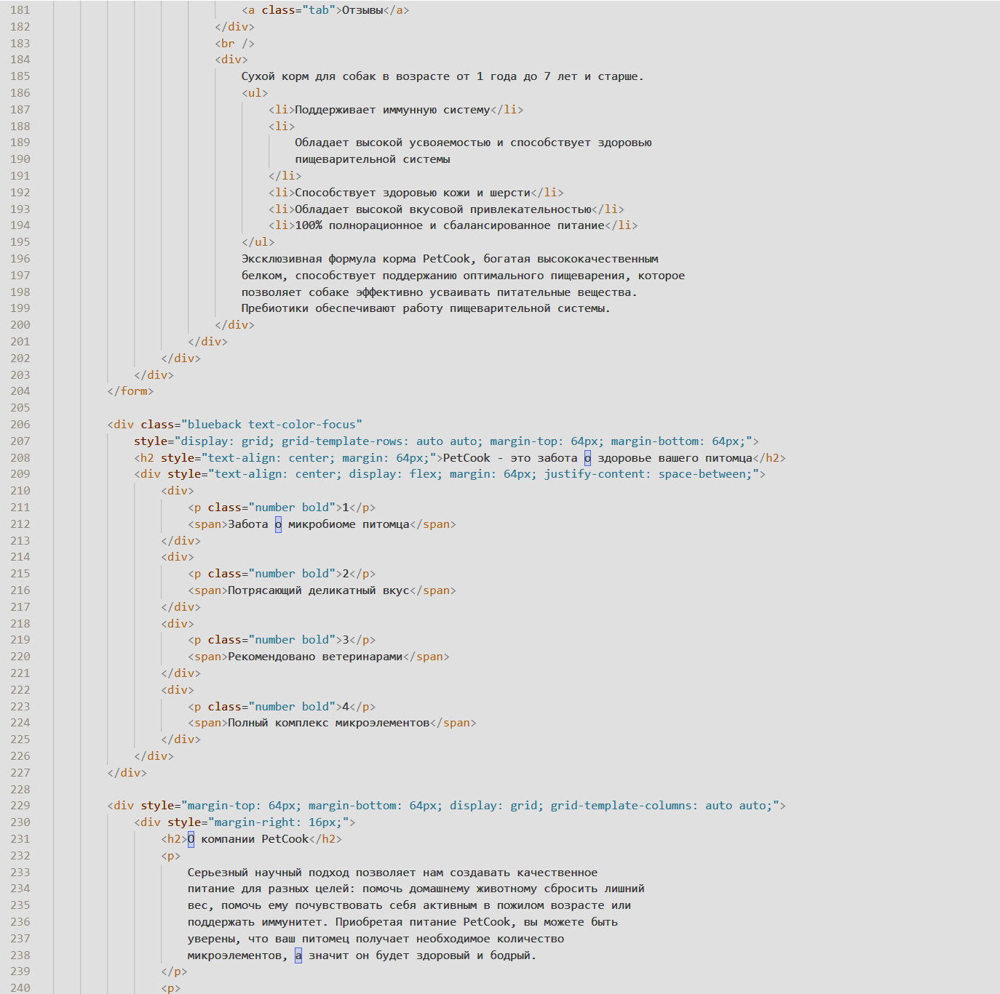 181 <a class="tab">Отзывы</a>
182 </div>
183 <br />
184 <div>
185 Сухой корм для собак в возрасте от 1 года до 7 лет и старше.
186 <ul>
187 <li>Поддерживает иммунную систему</li>
188 <li>
189 Обладает высокой усвояемостью и способствует здоровью
190 пищеварительной системы
191 </li>
192 <li>Способствует здоровью кожи и шерсти</li>
193 <li>Обладает высокой вкусовой привлекательностью</li>
194 <li>100% полнорационное и сбалансированное питание</li>
195 </ul>
196 Эксклюзивная формула корма PetCook, богатая высококачественным
197 белком, способствует поддержанию оптимального пищеварения, которое
198 позволяет собаке эффективно усваивать питательные вещества.
199 Пребиотики обеспечивают работу пищеварительной системы.
200 </div>
201 </div>
202 </div>
203 </div>
204 </form>
205
206 <div class="blueback text-color-focus"
207 style="display: grid; grid-template-rows: auto auto; margin-top: 64px; margin-bottom: 64px;">
208 <h2 style="text-align: center; margin: 64px;">PetCook - это забота о здоровье вашего питомца</h2>
209 <div style="text-align: center; display: flex; margin: 64px; justify-content: space-between;">
210 <div>
211 <p class="number bold">1</p>
212 <span>Забота о микробиоме питомца</span>
213 </div>
214 <div>
215 <p class="number bold">2</p>
216 <span>Потрясающий деликатный вкус</span>
217 </div>
218 <div>
219 <p class="number bold">3</p>
220 <span>Рекомендовано ветеринарами</span>
221 </div>
222 <div>
223 <p class="number bold">4</p>
224 <span>Полный комплекс микроэлементов</span>
225 </div>
226 </div>
227 </div>
228
229 <div style="margin-top: 64px; margin-bottom: 64px; display: grid; grid-template-columns: auto auto;">
230 <div style="margin-right: 16px;">
231 <h2>О компании PetCook</h2>
232 <p>
233 Серьезный научный подход позволяет нам создавать качественное
234 питание для разных целей: помочь домашнему животному сбросить лишний
235 вес, помочь ему почувствовать себя активным в пожилом возрасте или
236 поддержать иммунитет. Приобретая питание PetCook, вы можете быть
237 уверены, что ваш питомец получает необходимое количество
238 микроэлементов, а значит он будет здоровый и бодрый.
239 </p>
240 <p>